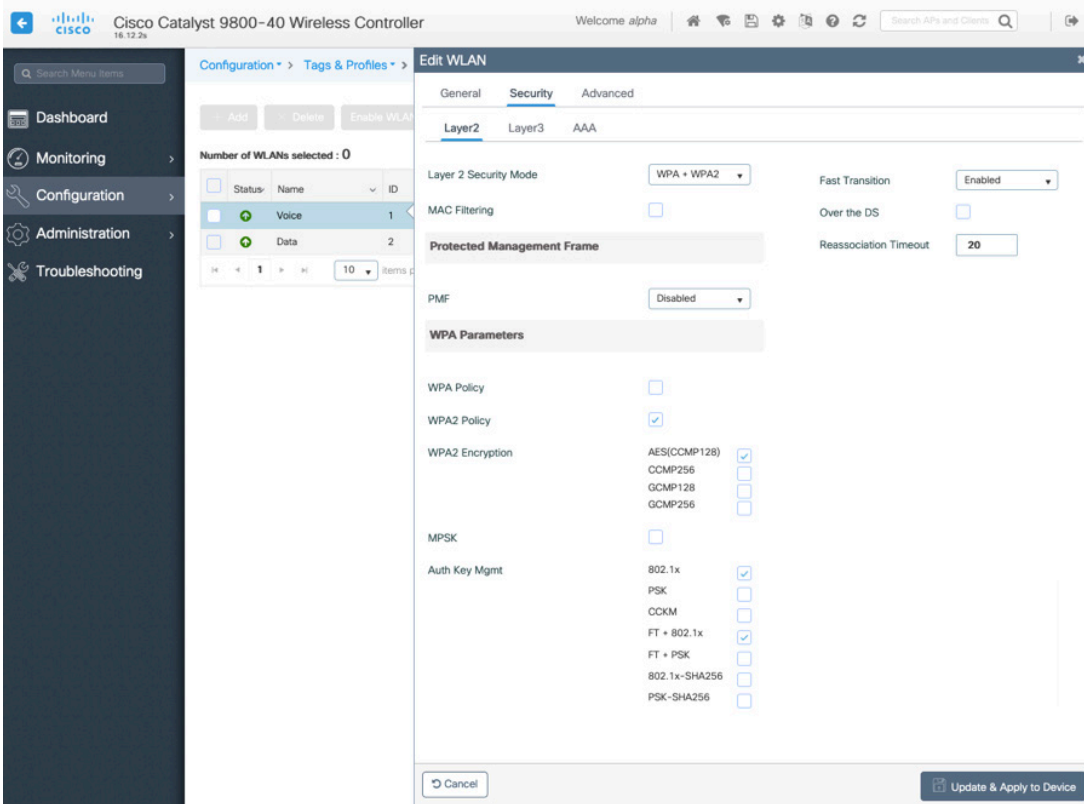 CISCO
Cisco Catalyst 9800-40 Wireless Controller
16.12.2s
Welcome alpha
Search APs and Clients
Search Menu Items
Dashboard
Monitoring
Configuration
Administration
Troubleshooting
Configuration > Tags & Profiles >
+ Add
× Delete
Enable WLAN
Number of WLANs selected : 0
Status Name ID
Voice 1
Data 2
1 10 items p
Edit WLAN
General Security Advanced
Layer2 Layer3 AAA
Layer 2 Security Mode WPA + WPA2
MAC Filtering
Protected Management Frame
PMF Disabled
WPA Parameters
WPA Policy
WPA2 Policy
WPA2 Encryption AES(CCMP128)
CCMP256
GCMP128
GCMP256
MPSK
Auth Key Mgmt 802.1x
PSK
CCKM
FT + 802.1x
FT + PSK
802.1x-SHA256
PSK-SHA256
Fast Transition Enabled
Over the DS
Reassociation Timeout 20
Cancel
Update & Apply to Device